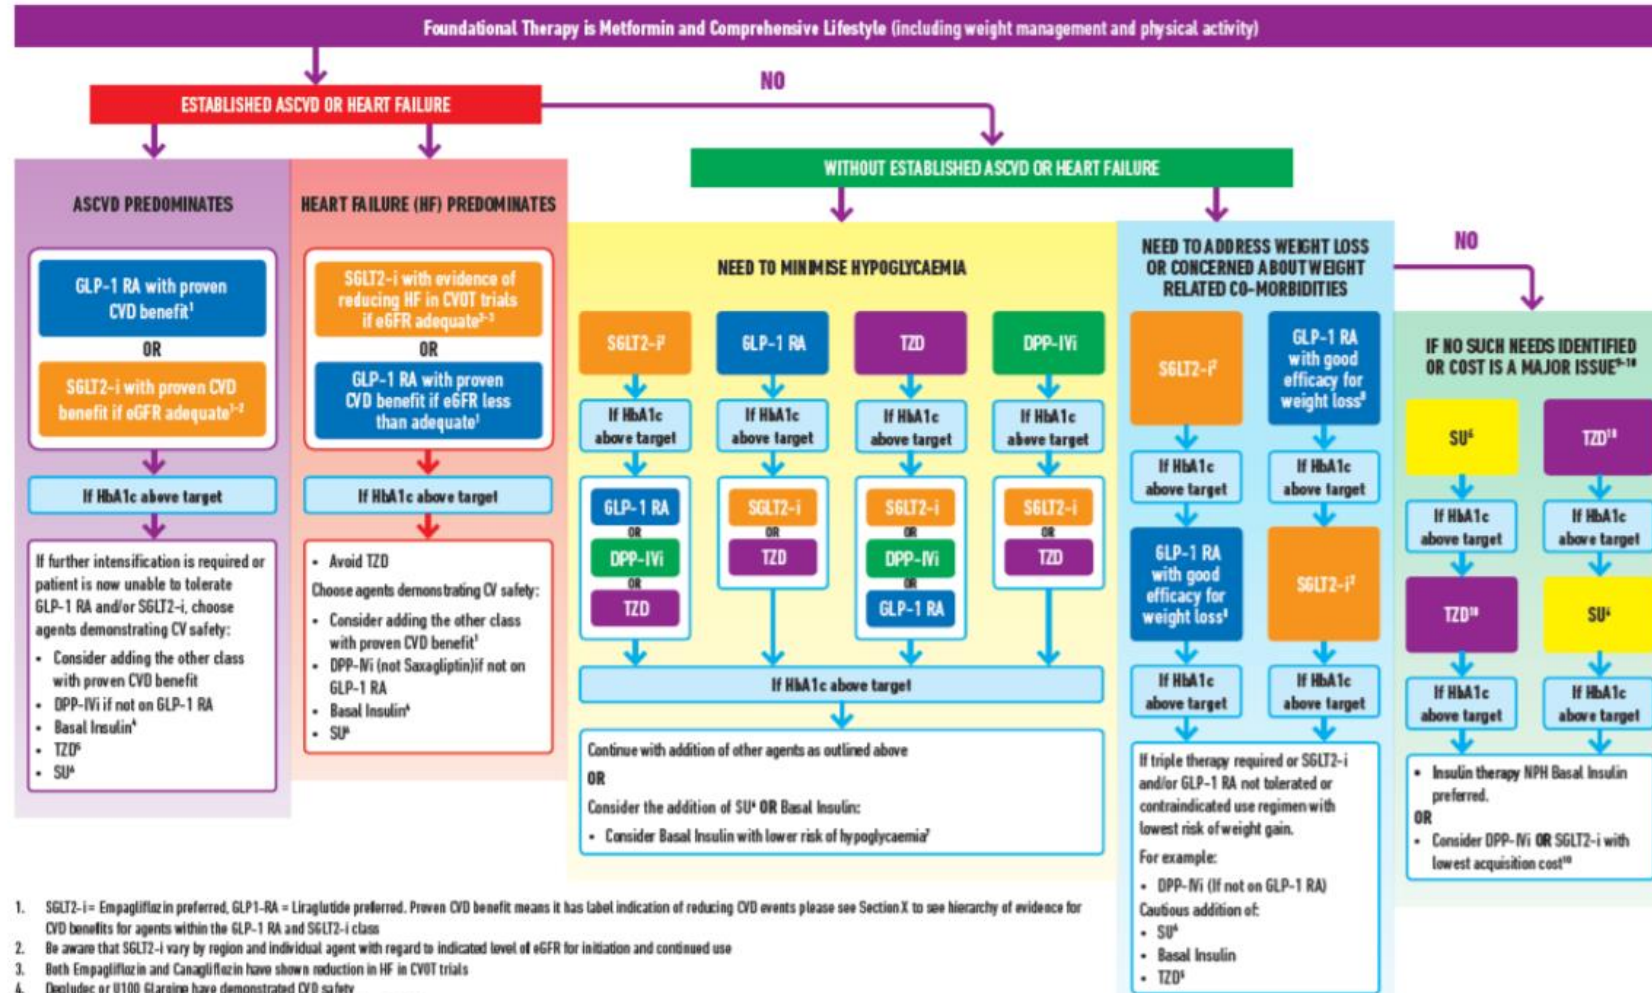 Foundational Therapy is Metformin and Comprehensive Lifestyle (including weight management and physical activity)
ESTABLISHED ASCVD OR HEART FAILURE
NO
WITHOUT ESTABLISHED ASCVD OR HEART FAILURE
ASCVD PREDOMINATES
GLP-1 RA with proven
CVD benefit¹
OR
SGLT2-i with proven CVD
benefit if eGFR adequate¹⁻²
If HbA1c above target
If further intensification is required or
patient is now unable to tolerate
GLP-1 RA and/or SGLT2-i, choose
agents demonstrating CV safety:
• Consider adding the other class
with proven CVD benefit
• DPP-IVi if not on GLP-1 RA
• Basal Insulin⁴
• TZD⁵
• SU⁶
HEART FAILURE (HF) PREDOMINATES
SGLT2-i with evidence of
reducing HF in CVOT trials
if eGFR adequate²⁻³
OR
GLP-1 RA with proven
CVD benefit if eGFR less
than adequate¹
If HbA1c above target
• Avoid TZD
Choose agents demonstrating CV safety:
• Consider adding the other class
with proven CVD benefit¹
• DPP-IVi (not Saxagliptin)if not on
GLP-1 RA
• Basal Insulin⁴
• SU⁶
NEED TO MINIMISE HYPOGLYCAEMIA
SGLT2-i²
If HbA1c
above target
GLP-1 RA
OR
DPP-IVi
OR
TZD
GLP-1 RA
If HbA1c
above target
SGLT2-i
OR
TZD
TZD
If HbA1c
above target
SGLT2-i
OR
DPP-IVi
OR
GLP-1 RA
DPP-IVi
If HbA1c
above target
SGLT2-i
OR
TZD
If HbA1c above target
Continue with addition of other agents as outlined above
OR
Consider the addition of SU⁶ OR Basal Insulin:
• Consider Basal Insulin with lower risk of hypoglycaemia⁷
NEED TO ADDRESS WEIGHT LOSS
OR CONCERNED ABOUT WEIGHT
RELATED CO-MORBIDITIES
SGLT2-i²
If HbA1c
above target
GLP-1 RA
with good
efficacy for
weight loss⁸
If HbA1c
above target
GLP-1 RA
with good
efficacy for
weight loss⁸
If HbA1c
above target
SGLT2-i²
If HbA1c
above target
If triple therapy required or SGLT2-i
and/or GLP-1 RA not tolerated or
contraindicated use regimen with
lowest risk of weight gain.
For example:
• DPP-IVi (If not on GLP-1 RA)
Cautious addition of:
• SU⁶
• Basal Insulin
• TZD⁵
NO
IF NO SUCH NEEDS IDENTIFIED
OR COST IS A MAJOR ISSUE⁹⁻¹⁰
SU⁶
If HbA1c
above target
TZD¹⁰
If HbA1c
above target
TZD¹⁰
If HbA1c
above target
SU⁶
If HbA1c
above target
• Insulin therapy NPH Basal Insulin
preferred.
OR
• Consider DPP-IVi OR SGLT2-i with
lowest acquisition cost¹⁰
1. SGLT2-i = Empagliflozin preferred, GLP1-RA = Liraglutide preferred. Proven CVD benefit means it has label indication of reducing CVD events please see Section X to see hierarchy of evidence for
CVD benefits for agents within the GLP-1 RA and SGLT2-i class
2. Be aware that SGLT2-i vary by region and individual agent with regard to indicated level of eGFR for initiation and continued use
3. Both Empagliflozin and Canagliflozin have shown reduction in HF in CVOT trials
4. Degludec or U100 Glargine have demonstrated CVD safety